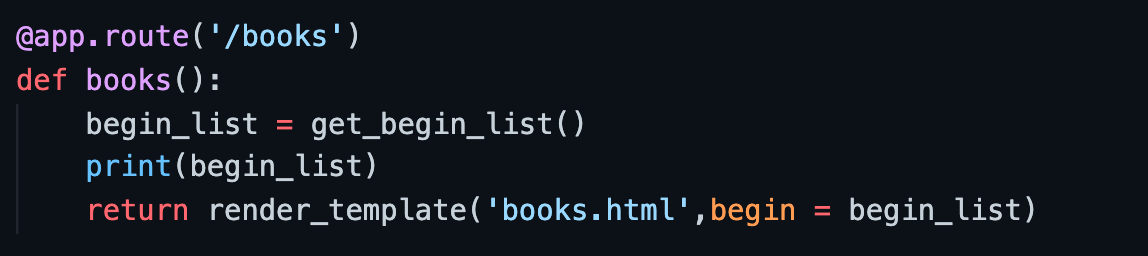 @app.route('/books')
def books():
    begin_list = get_begin_list()
    print(begin_list)
    return render_template('books.html',begin = begin_list)